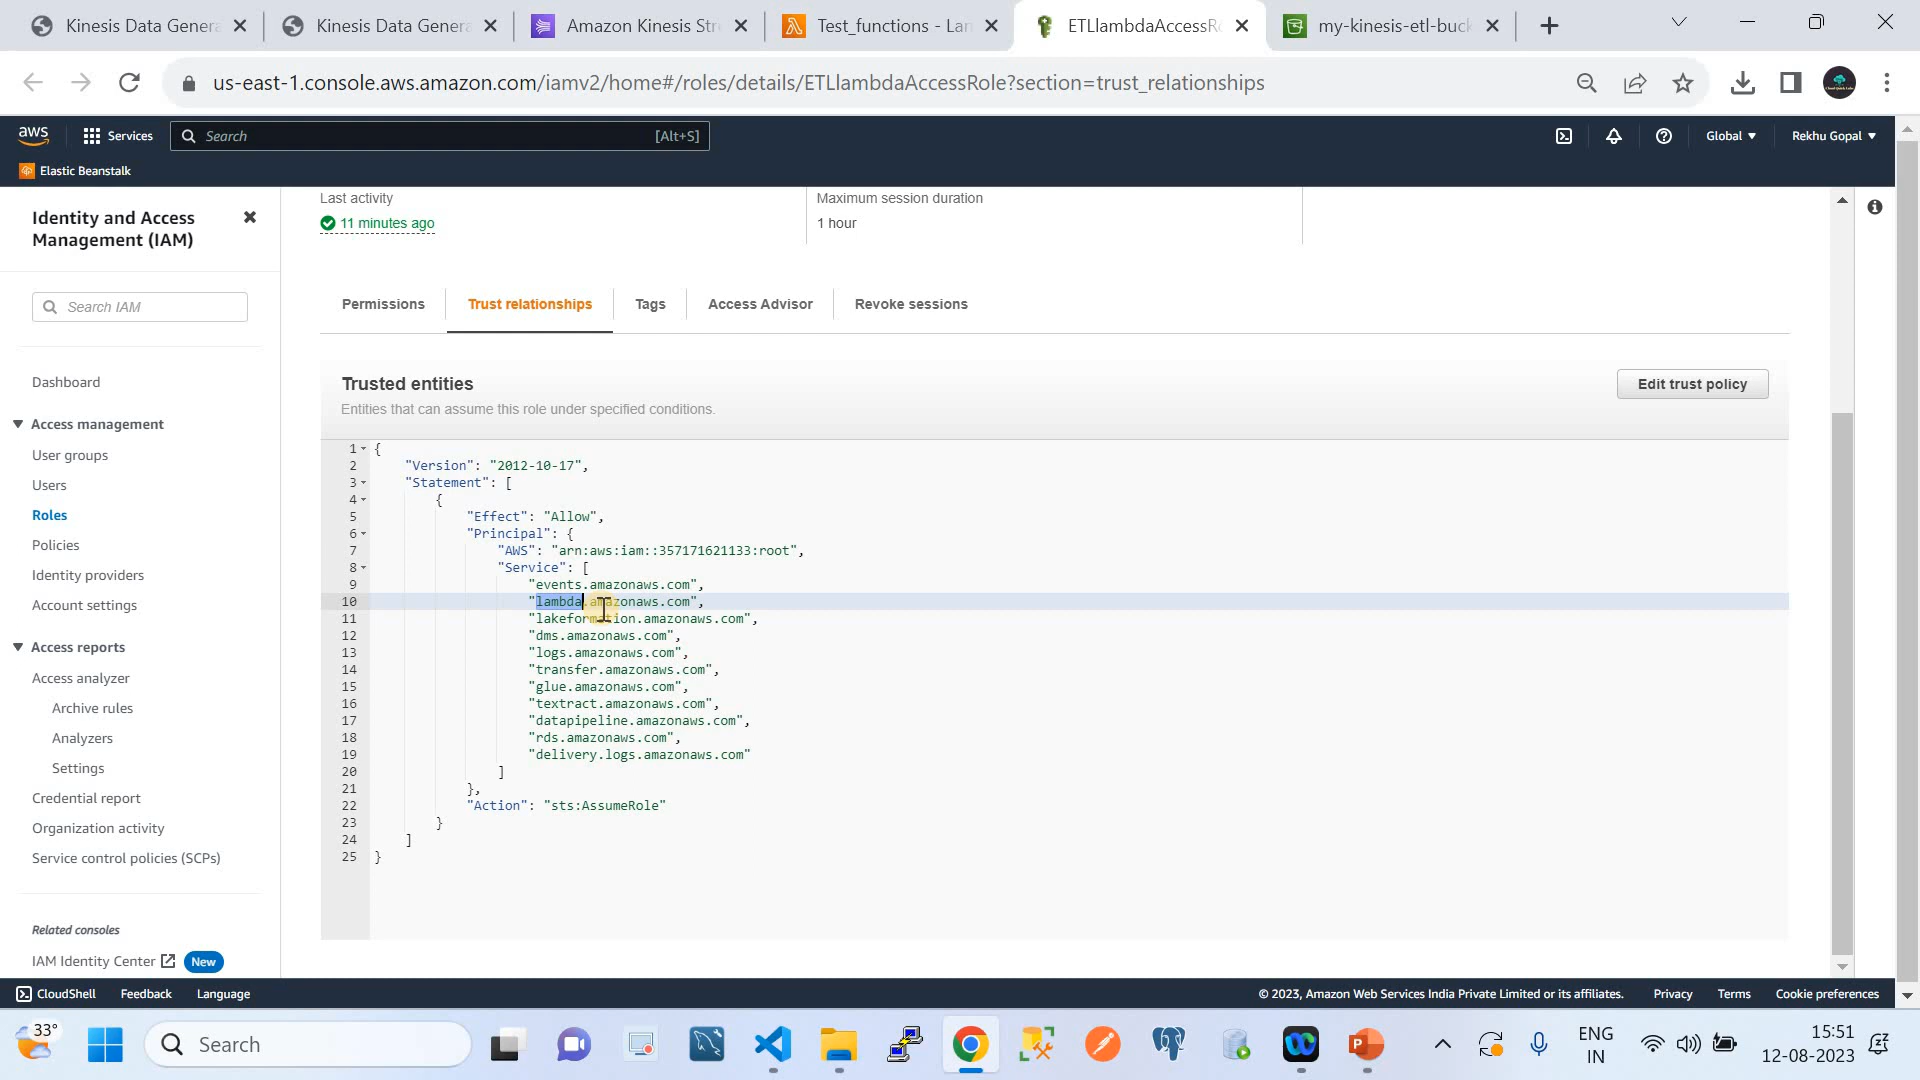 Kinesis Data Genera
Kinesis Data Genera
Amazon Kinesis Stre
Test_functions - Lam
ETLlambdaAccessRo
my-kinesis-etl-buck
us-east-1.console.aws.amazon.com/iamv2/home#/roles/details/ETLlambdaAccessRole?section=trust_relationships
aws
Services
Search
[Alt+S]
Global
Rekhu Gopal
Elastic Beanstalk
Identity and Access
Management (IAM)
Search IAM
Dashboard
Access management
User groups
Users
Roles
Policies
Identity providers
Account settings
Access reports
Access analyzer
Archive rules
Analyzers
Settings
Credential report
Organization activity
Service control policies (SCPs)
Related consoles
IAM Identity Center
New
Last activity
11 minutes ago
Maximum session duration
1 hour
Permissions
Trust relationships
Tags
Access Advisor
Revoke sessions
Trusted entities
Entities that can assume this role under specified conditions.
Edit trust policy
1 {
2 "Version": "2012-10-17",
3 "Statement": [
4 {
5 "Effect": "Allow",
6 "Principal": {
7 "AWS": "arn:aws:iam::357171621133:root",
8 "Service": [
9 "events.amazonaws.com",
10 "lambda.amazonaws.com",
11 "lakeformation.amazonaws.com",
12 "dms.amazonaws.com",
13 "logs.amazonaws.com",
14 "transfer.amazonaws.com",
15 "glue.amazonaws.com",
16 "textract.amazonaws.com",
17 "datapipeline.amazonaws.com",
18 "rds.amazonaws.com",
19 "delivery.logs.amazonaws.com"
20 ]
21 },
22 "Action": "sts:AssumeRole"
23 }
24 ]
25 }
CloudShell
Feedback
Language
© 2023, Amazon Web Services India Private Limited or its affiliates.
Privacy
Terms
Cookie preferences
33°
Search
ENG
IN
15:51
12-08-2023